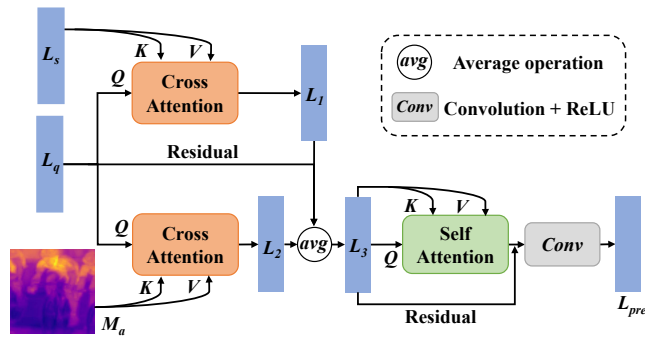 L_s
K
V
Q
Cross
Attention
L_1
avg
Average operation
Conv
Convolution + ReLU
L_q
Residual
Q
Cross
Attention
K
V
M_a
L_2
avg
L_3
K
V
Q
Self
Attention
Conv
Residual
L_pre